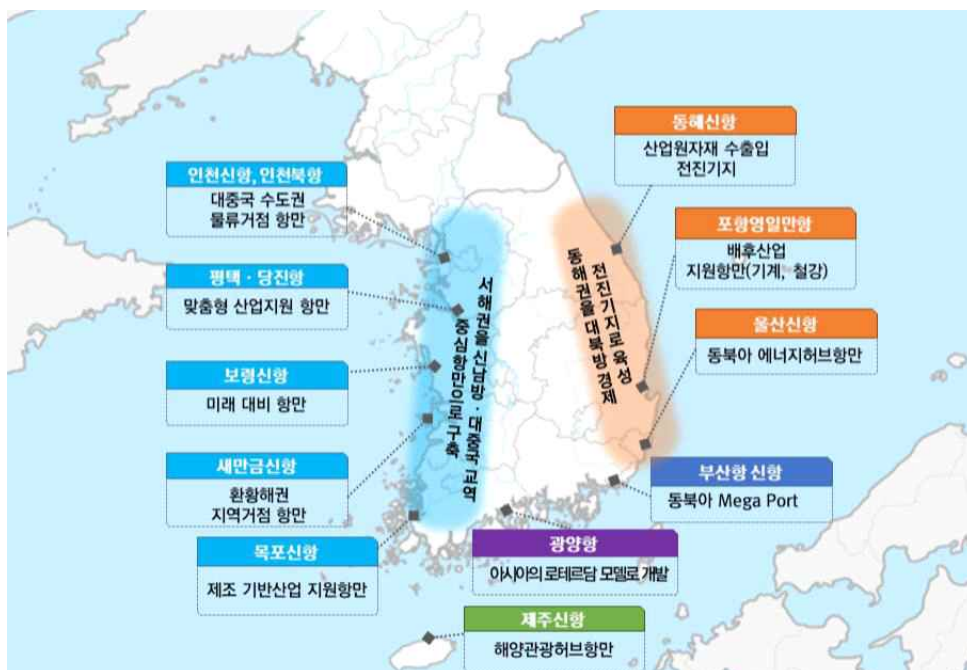 인천신항, 인천북항
대중국 수도권
물류거점 항만
평택·당진항
맞춤형 산업지원 항만
보령신항
미래 대비 항만
새만금신항
환황해권
지역거점 항만
목포신항
제조 기반산업 지원항만
서해권을 신남방·대중국 교역
중심항만으로 구축
전진기지로 육성
동해권을 대북방 경제
동해신항
산업원자재 수출입
전진기지
포항영일만항
배후산업
지원항만(기계, 철강)
울산신항
동북아 에너지허브항만
부산항 신항
동북아 Mega Port
광양항
아시아의 로테르담 모델로 개발
제주신항
해양관광허브항만